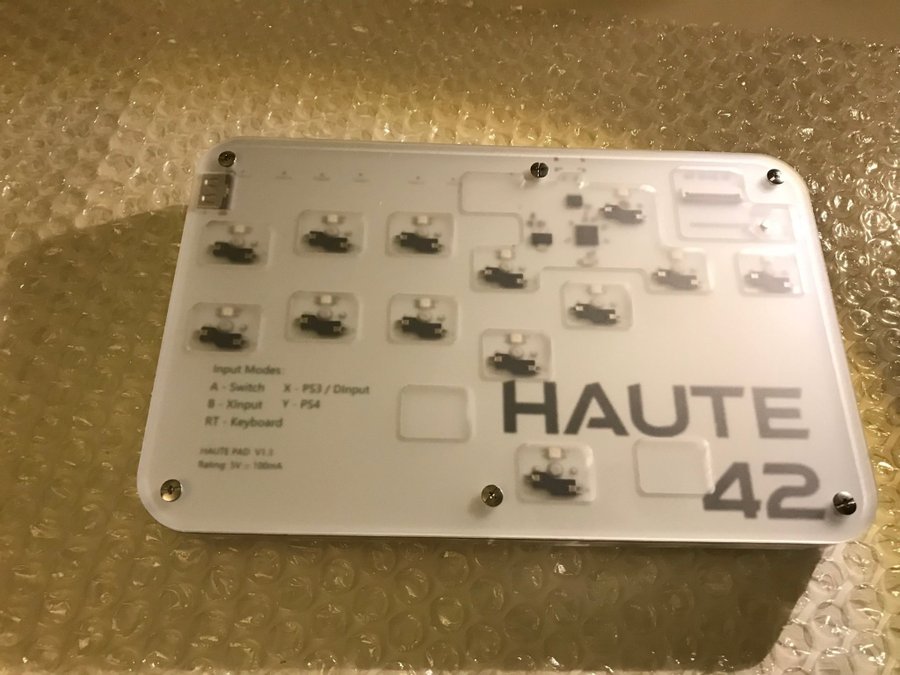 Input Modes:
A - Switch X - PS3 / DInput
B - XInput Y - PS4
RT - Keyboard
HAUTE PAD V1.1
Rating: 5V = 100mA
HAUTE
42